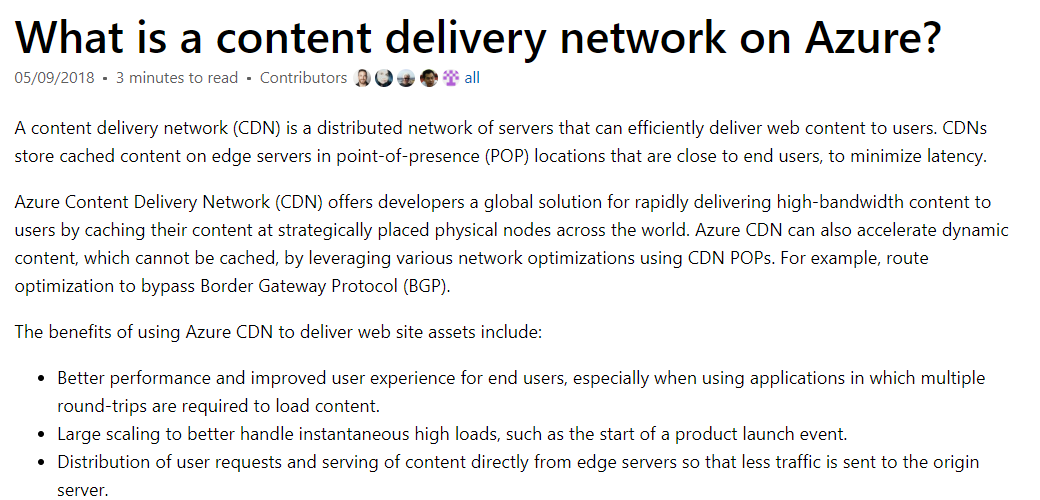 What is a content delivery network on Azure?
05/09/2018 • 3 minutes to read • Contributors all
A content delivery network (CDN) is a distributed network of servers that can efficiently deliver web content to users. CDNs
store cached content on edge servers in point-of-presence (POP) locations that are close to end users, to minimize latency.
Azure Content Delivery Network (CDN) offers developers a global solution for rapidly delivering high-bandwidth content to
users by caching their content at strategically placed physical nodes across the world. Azure CDN can also accelerate dynamic
content, which cannot be cached, by leveraging various network optimizations using CDN POPs. For example, route
optimization to bypass Border Gateway Protocol (BGP).
The benefits of using Azure CDN to deliver web site assets include:
• Better performance and improved user experience for end users, especially when using applications in which multiple
round-trips are required to load content.
• Large scaling to better handle instantaneous high loads, such as the start of a product launch event.
• Distribution of user requests and serving of content directly from edge servers so that less traffic is sent to the origin
server.